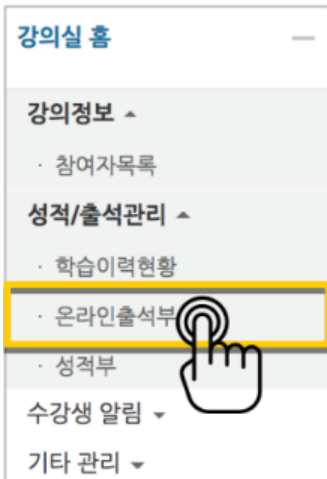 강의실 홈
강의정보
· 참여자목록
성적/출석관리
· 학습이력현황
· 온라인출석부
· 성적부
수강생 알림
기타 관리